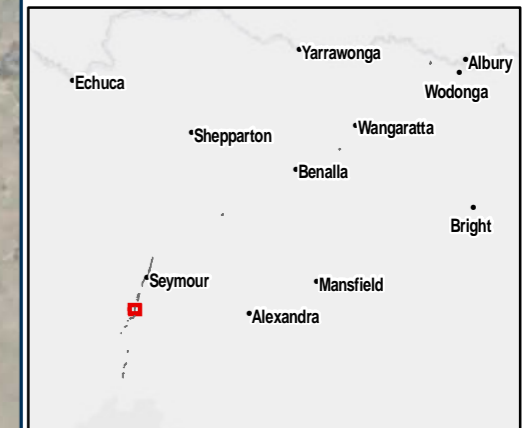 Yarrawonga
Albury
Echuca
Wodonga
Wangaratta
Shepparton
Benalla
Bright
Seymour
Mansfield
Alexandra